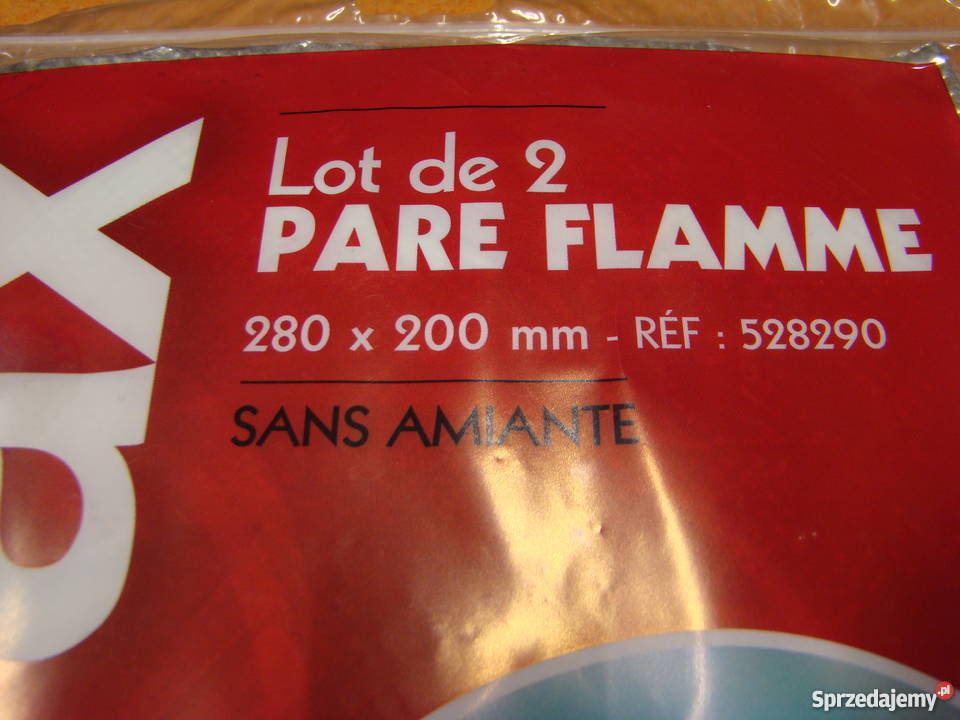 Lot de 2
PARE FLAMME
280 x 200 mm - RÉF : 528290
SANS AMIANTE
Sprzedajemy.pl